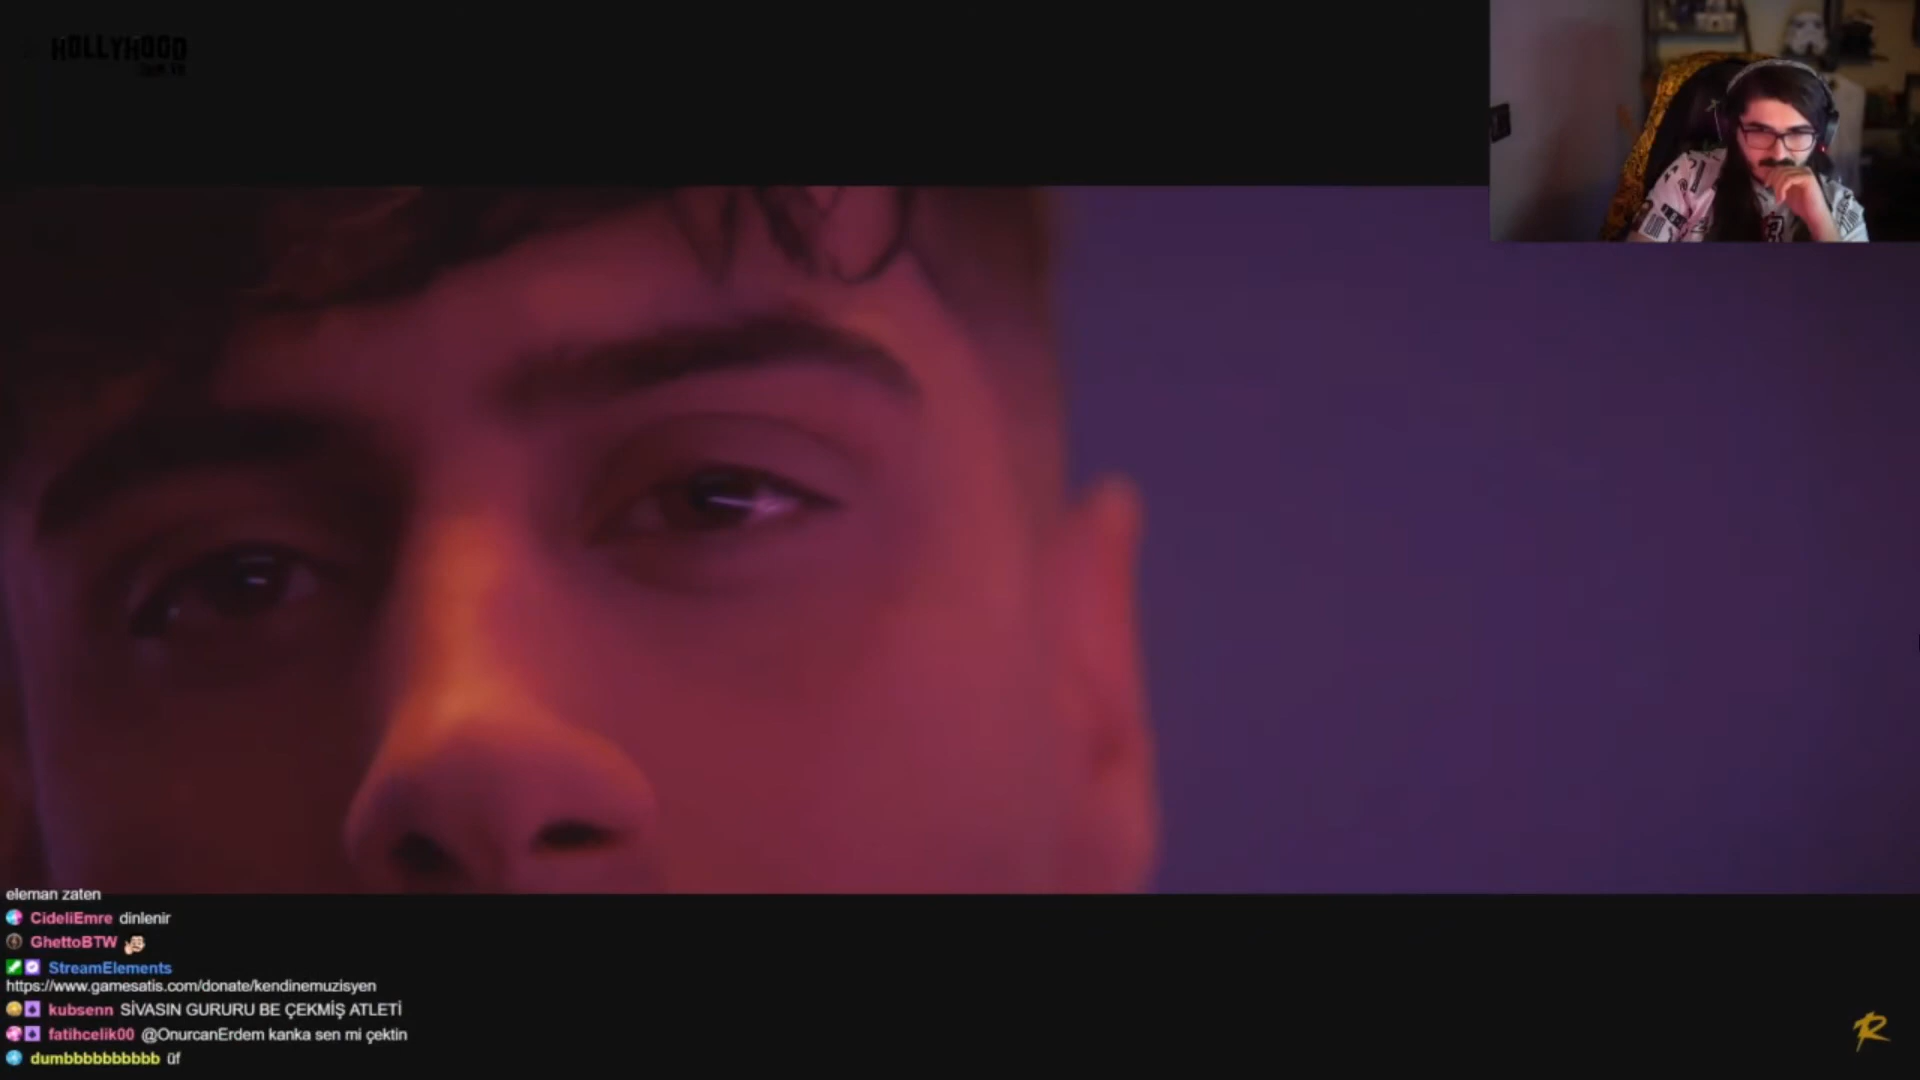 HOLLYHOOD
eleman zaten
CideliEmre dinlenir
GhettoBTW
StreamElements
https://www.gamesatis.com/donate/kendinemuzisyen
kubsenn SİVASIN GURURU BE ÇEKMİŞ ATLETİ
fatihcelik00 @OnurcanErdem kanka sen mi çektin
dumbbbbbbbbbb üf